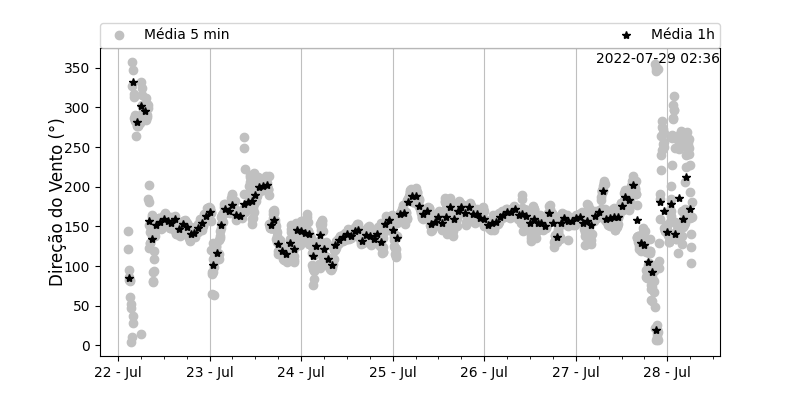 Média 5 min
Média 1h
2022-07-29 02:36
Direção do Vento (°)
350
300
250
200
150
100
50
0
22 - Jul
23 - Jul
24 - Jul
25 - Jul
26 - Jul
27 - Jul
28 - Jul